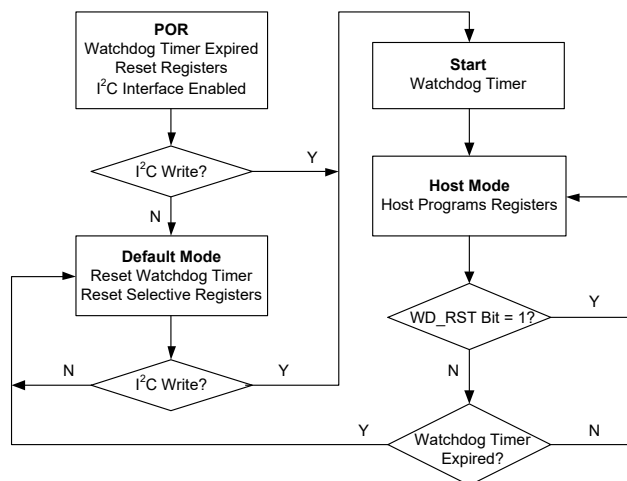 POR
Watchdog Timer Expired
Reset Registers
I²C Interface Enabled
Start
Watchdog Timer
I²C Write?
Y
N
Host Mode
Host Programs Registers
Default Mode
Reset Watchdog Timer
Reset Selective Registers
WD_RST Bit = 1?
Y
N
N
I²C Write?
Y
Y
Watchdog Timer
Expired?
N